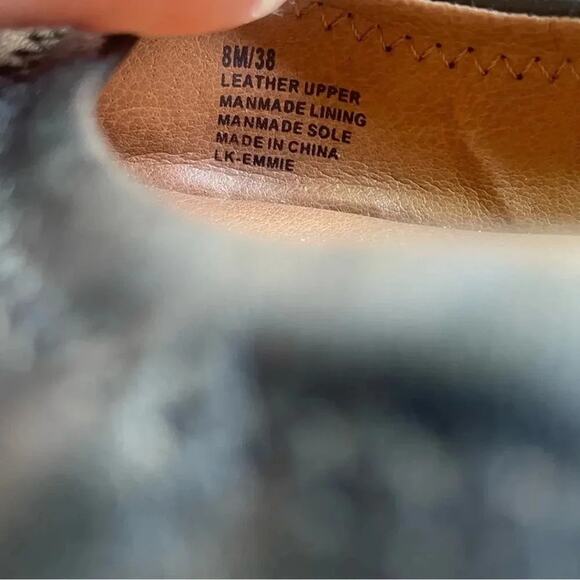 8M/38
LEATHER UPPER
MANMADE LINING
MANMADE SOLE
MADE IN CHINA
LK-EMMIE